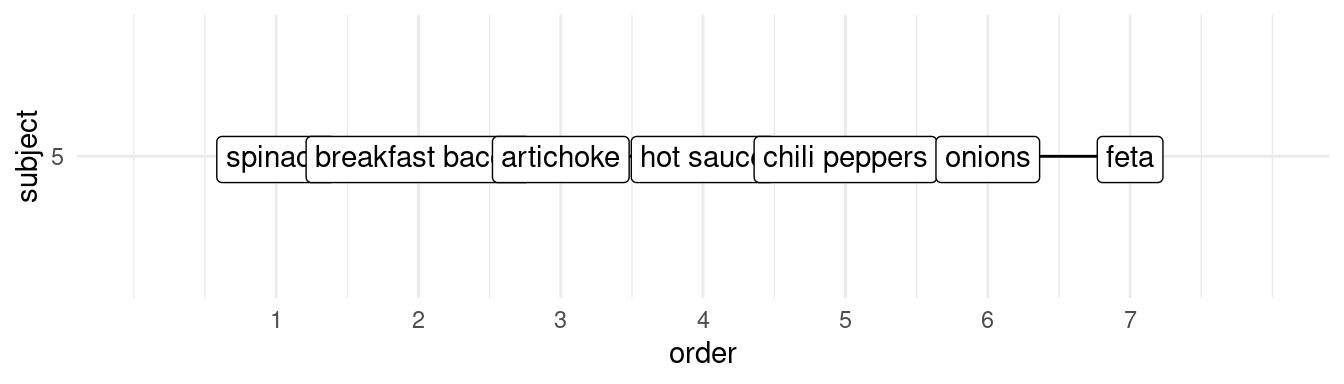 subject
5
spinac breakfast bac artichoke hot sauc chili peppers onions feta
1 2 3 4 5 6 7
order